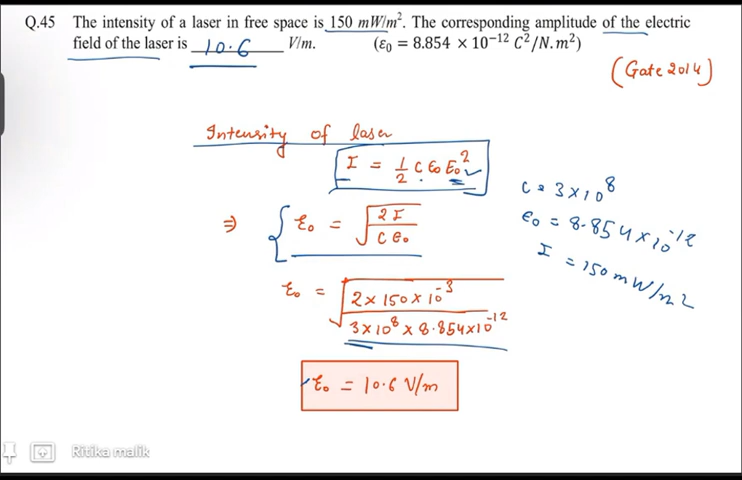 Q.45 The intensity of a laser in free space is 150 mW/m². The corresponding amplitude of the electric
field of the laser is 10.6 V/m. (ε₀ = 8.854 × 10⁻¹² C²/N.m²)
(Gate 2014)
Intensity of laser
I = 1/2 C ε₀ E₀²
C = 3 × 10⁸
⇒ E₀ = √(2I / C ε₀)
ε₀ = 8.854 × 10⁻¹²
I = 150 mW/m2
E₀ = √(2 × 150 × 10⁻³ / 3 × 10⁸ × 8.854 × 10⁻¹²)
E₀ = 10.6 V/m
Ritika malik